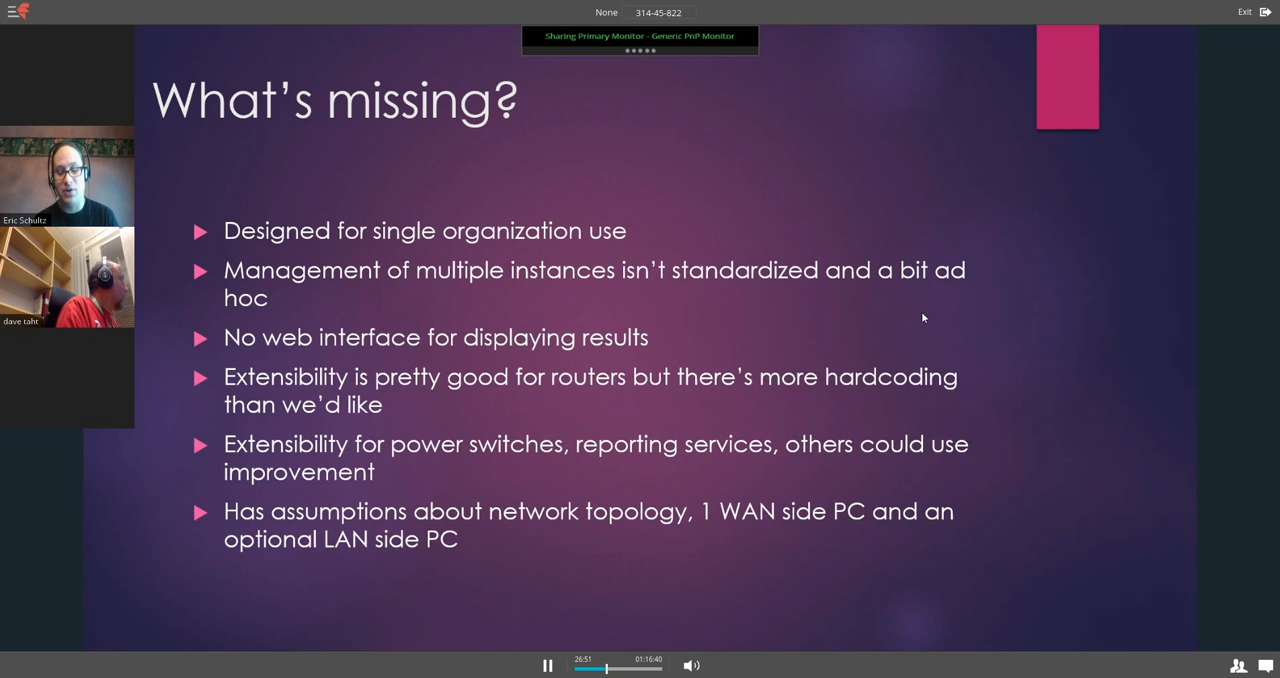 None 314-45-822 Exit
Sharing Primary Monitor - Generic PnP Monitor
What's missing?
Eric Schultz
dave taht
Designed for single organization use
Management of multiple instances isn't standardized and a bit ad
hoc
No web interface for displaying results
Extensibility is pretty good for routers but there's more hardcoding
than we'd like
Extensibility for power switches, reporting services, others could use
improvement
Has assumptions about network topology, 1 WAN side PC and an
optional LAN side PC
26:51 01:16:40